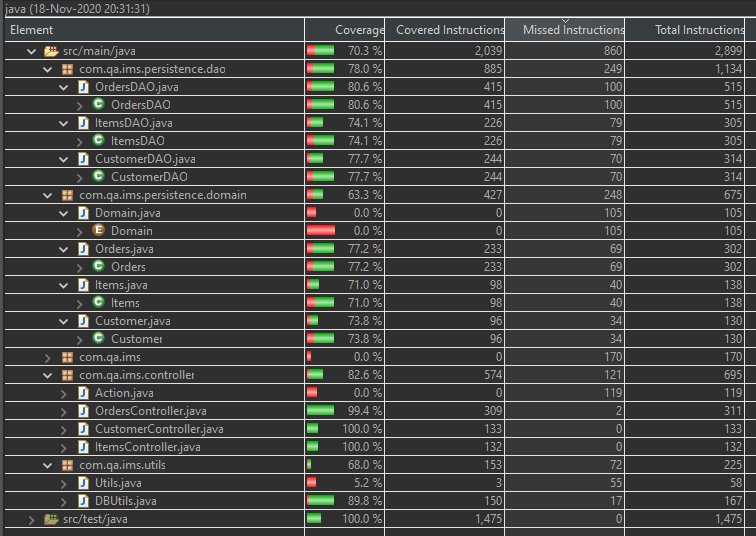 java (18-Nov-2020 20:31:31)
Element Coverage Covered Instructions Missed Instructions Total Instructions
src/main/java 70.3 % 2,039 860 2,899
com.qa.ims.persistence.dao 78.0 % 885 249 1,134
OrdersDAO.java 80.6 % 415 100 515
OrdersDAO 80.6 % 415 100 515
ItemsDAO.java 74.1 % 226 79 305
ItemsDAO 74.1 % 226 79 305
CustomerDAO.java 77.7 % 244 70 314
CustomerDAO 77.7 % 244 70 314
com.qa.ims.persistence.domain 63.3 % 427 248 675
Domain.java 0.0 % 0 105 105
Domain 0.0 % 0 105 105
Orders.java 77.2 % 233 69 302
Orders 77.2 % 233 69 302
Items.java 71.0 % 98 40 138
Items 71.0 % 98 40 138
Customer.java 73.8 % 96 34 130
Customer 73.8 % 96 34 130
com.qa.ims 0.0 % 0 170 170
com.qa.ims.controller 82.6 % 574 121 695
Action.java 0.0 % 0 119 119
OrdersController.java 99.4 % 309 2 311
CustomerController.java 100.0 % 133 0 133
ItemsController.java 100.0 % 132 0 132
com.qa.ims.utils 68.0 % 153 72 225
Utils.java 5.2 % 3 55 58
DBUtils.java 89.8 % 150 17 167
src/test/java 100.0 % 1,475 0 1,475